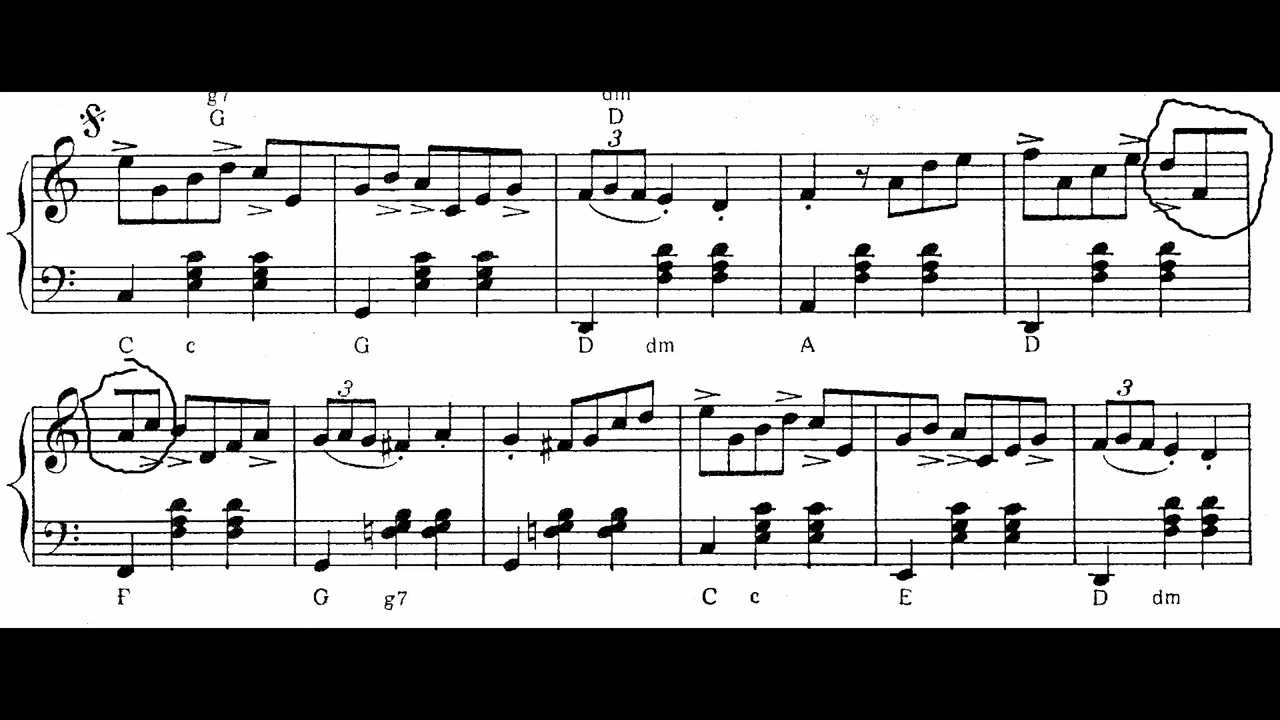 g7 dm
G D
3
C c G D dm A D
3 3
F G g7 C c E D dm